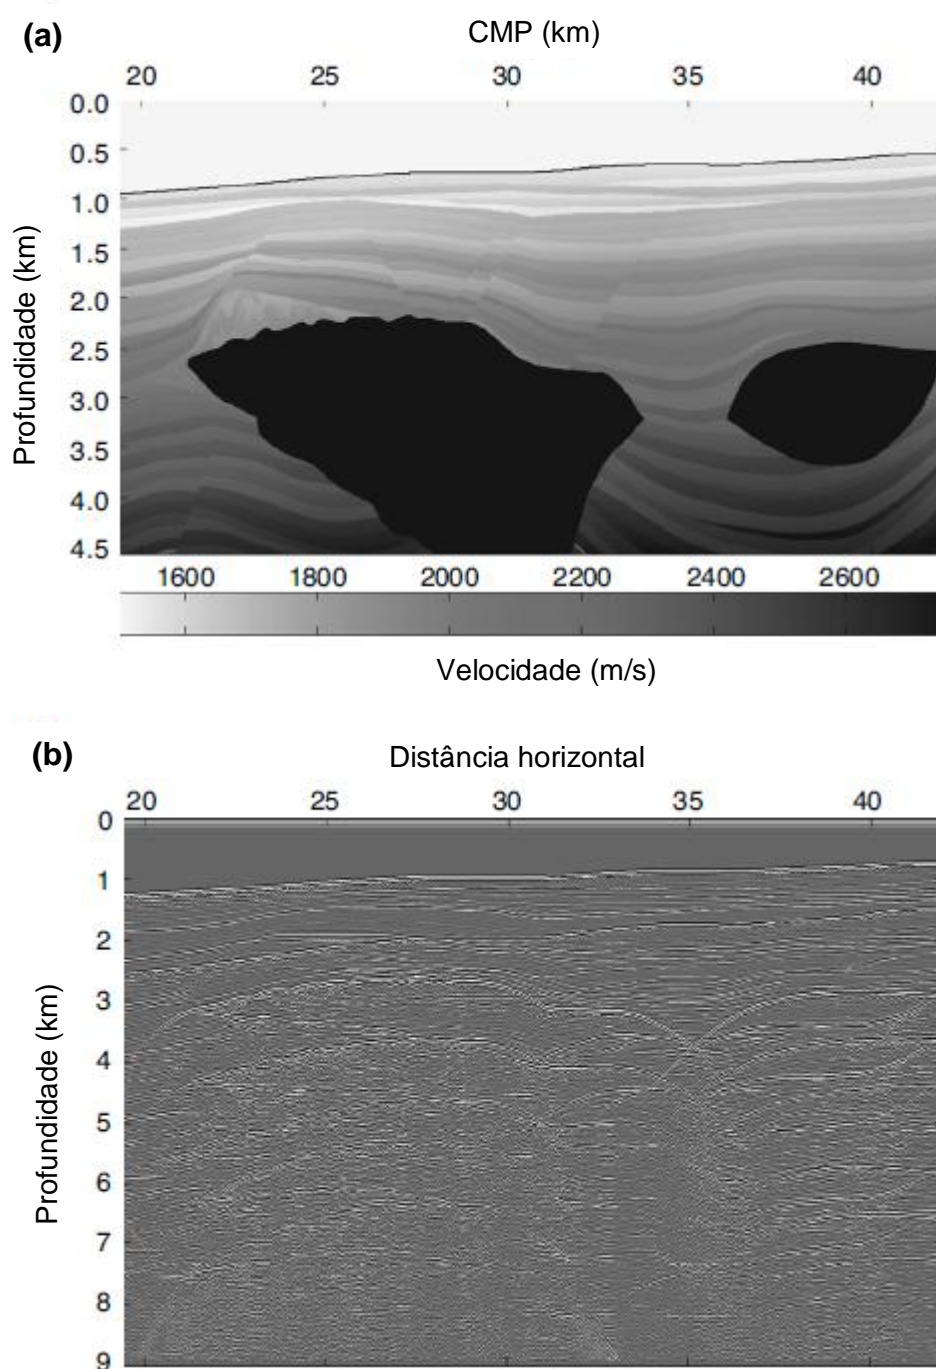 (a)
CMP (km)
20 25 30 35 40
0.0
0.5
1.0
1.5
2.0
2.5
3.0
3.5
4.0
4.5
Profundidade (km)
1600 1800 2000 2200 2400 2600
Velocidade (m/s)
(b)
Distância horizontal
20 25 30 35 40
0
1
2
3
4
5
6
7
8
9
Profundidade (km)